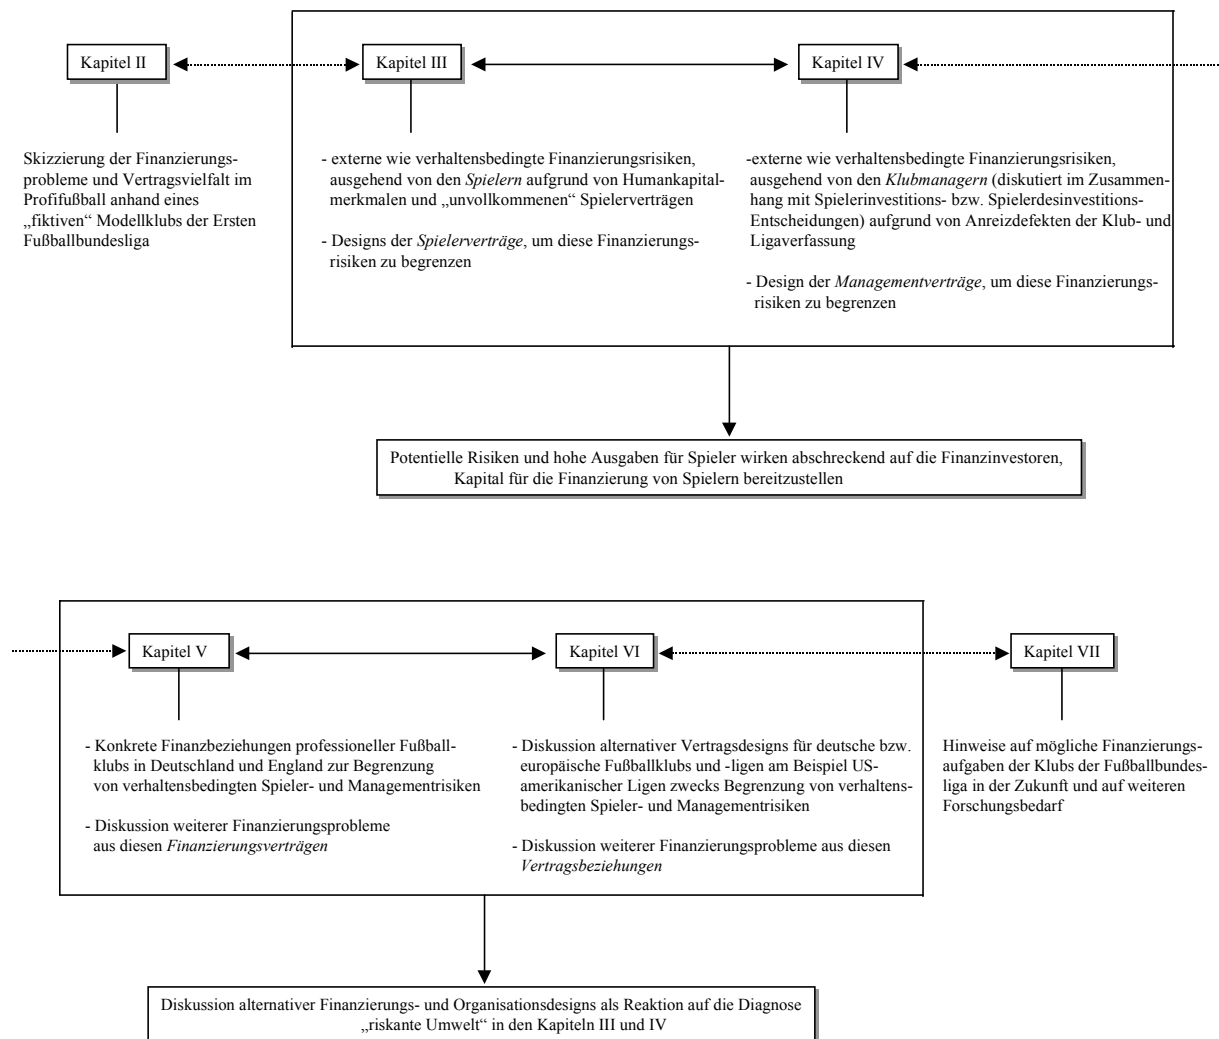 Kapitel II
Kapitel III
Kapitel IV
Skizzierung der Finanzierungs-
probleme und Vertragsvielfalt im
Profifußball anhand eines
„fiktiven“ Modellklubs der Ersten
Fußballbundesliga
- externe wie verhaltensbedingte Finanzierungsrisiken,
ausgehend von den Spielern aufgrund von Humankapital-
merkmalen und „unvollkommenen“ Spielerverträgen
- Designs der Spielerverträge, um diese Finanzierungs-
risiken zu begrenzen
-externe wie verhaltensbedingte Finanzierungsrisiken,
ausgehend von den Klubmanagern (diskutiert im Zusammen-
hang mit Spielerinvestitions- bzw. Spielerdesinvestitions-
Entscheidungen) aufgrund von Anreizdefekten der Klub- und
Ligaverfassung
- Design der Managementverträge, um diese Finanzierungs-
risiken zu begrenzen
Potentielle Risiken und hohe Ausgaben für Spieler wirken abschreckend auf die Finanzinvestoren,
Kapital für die Finanzierung von Spielern bereitzustellen
Kapitel V
Kapitel VI
Kapitel VII
- Konkrete Finanzbeziehungen professioneller Fußball-
klubs in Deutschland und England zur Begrenzung
von verhaltensbedingten Spieler- und Managementrisiken
- Diskussion weiterer Finanzierungsprobleme
aus diesen Finanzierungsverträgen
- Diskussion alternativer Vertragsdesigns für deutsche bzw.
europäische Fußballklubs und -ligen am Beispiel US-
amerikanischer Ligen zwecks Begrenzung von verhaltens-
bedingten Spieler- und Managementrisiken
- Diskussion weiterer Finanzierungsprobleme aus diesen
Vertragsbeziehungen
Hinweise auf mögliche Finanzierungs-
aufgaben der Klubs der Fußballbundes-
liga in der Zukunft und auf weiteren
Forschungsbedarf
Diskussion alternativer Finanzierungs- und Organisationsdesigns als Reaktion auf die Diagnose
„riskante Umwelt“ in den Kapiteln III und IV